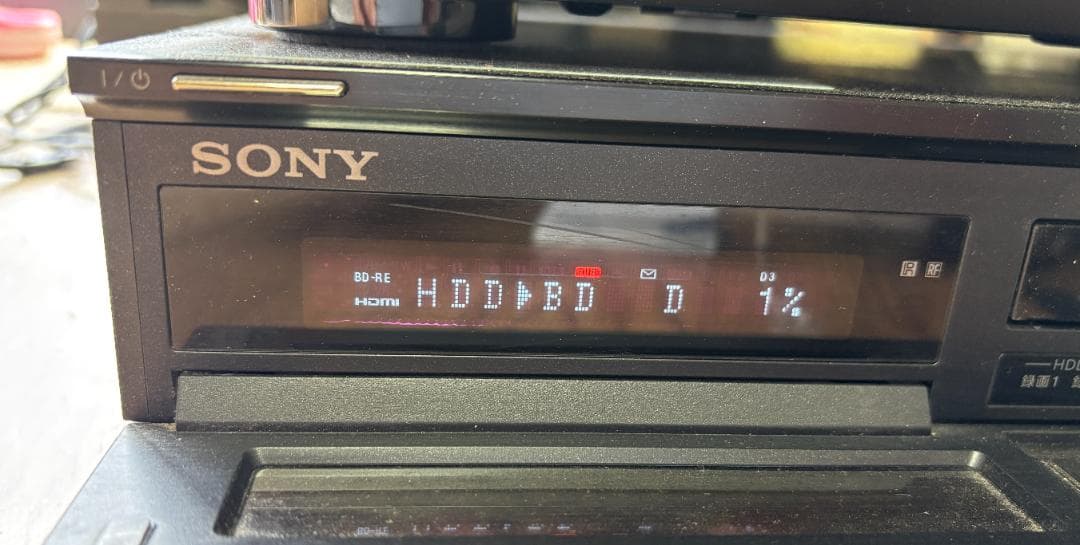 I/⏻
SONY
BD-RE
HDMI
HDD▶BD D 1%
D3
R RF
HDD
録画1